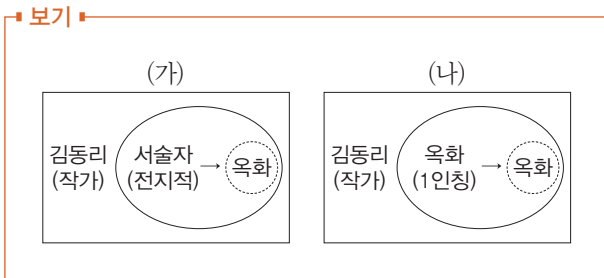 보기
(가) (나)
김동리 서술자 → 옥화 김동리 옥화 → 옥화
(작가) (전지적) (작가) (1인칭)